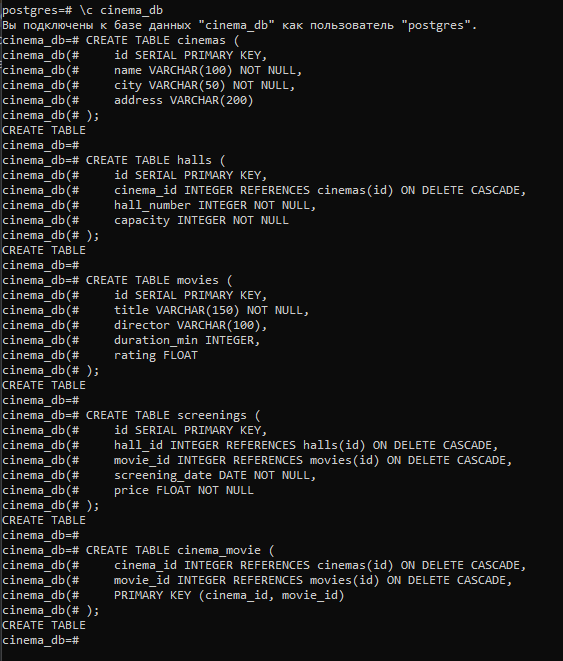 postgres=# \c cinema_db
Вы подключены к базе данных "cinema_db" как пользователь "postgres".
cinema_db=# CREATE TABLE cinemas (
cinema_db(#     id SERIAL PRIMARY KEY,
cinema_db(#     name VARCHAR(100) NOT NULL,
cinema_db(#     city VARCHAR(50) NOT NULL,
cinema_db(#     address VARCHAR(200)
cinema_db(# );
CREATE TABLE
cinema_db=#
cinema_db=# CREATE TABLE halls (
cinema_db(#     id SERIAL PRIMARY KEY,
cinema_db(#     cinema_id INTEGER REFERENCES cinemas(id) ON DELETE CASCADE,
cinema_db(#     hall_number INTEGER NOT NULL,
cinema_db(#     capacity INTEGER NOT NULL
cinema_db(# );
CREATE TABLE
cinema_db=#
cinema_db=# CREATE TABLE movies (
cinema_db(#     id SERIAL PRIMARY KEY,
cinema_db(#     title VARCHAR(150) NOT NULL,
cinema_db(#     director VARCHAR(100),
cinema_db(#     duration_min INTEGER,
cinema_db(#     rating FLOAT
cinema_db(# );
CREATE TABLE
cinema_db=#
cinema_db=# CREATE TABLE screenings (
cinema_db(#     id SERIAL PRIMARY KEY,
cinema_db(#     hall_id INTEGER REFERENCES halls(id) ON DELETE CASCADE,
cinema_db(#     movie_id INTEGER REFERENCES movies(id) ON DELETE CASCADE,
cinema_db(#     screening_date DATE NOT NULL,
cinema_db(#     price FLOAT NOT NULL
cinema_db(# );
CREATE TABLE
cinema_db=#
cinema_db=# CREATE TABLE cinema_movie (
cinema_db(#     cinema_id INTEGER REFERENCES cinemas(id) ON DELETE CASCADE,
cinema_db(#     movie_id INTEGER REFERENCES movies(id) ON DELETE CASCADE,
cinema_db(#     PRIMARY KEY (cinema_id, movie_id)
cinema_db(# );
CREATE TABLE
cinema_db=#